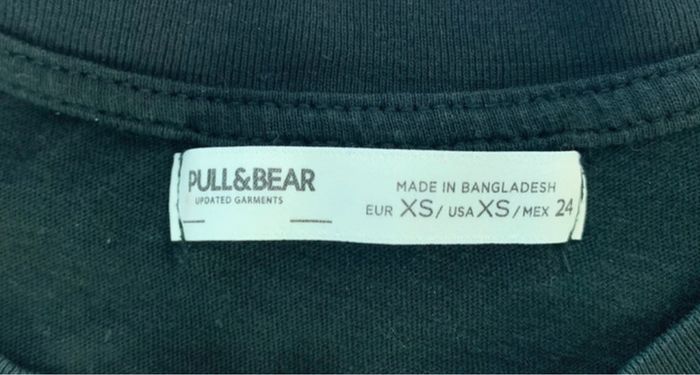 PULL&BEAR
UPDATED GARMENTS
MADE IN BANGLADESH
EUR XS / USA XS / MEX 24